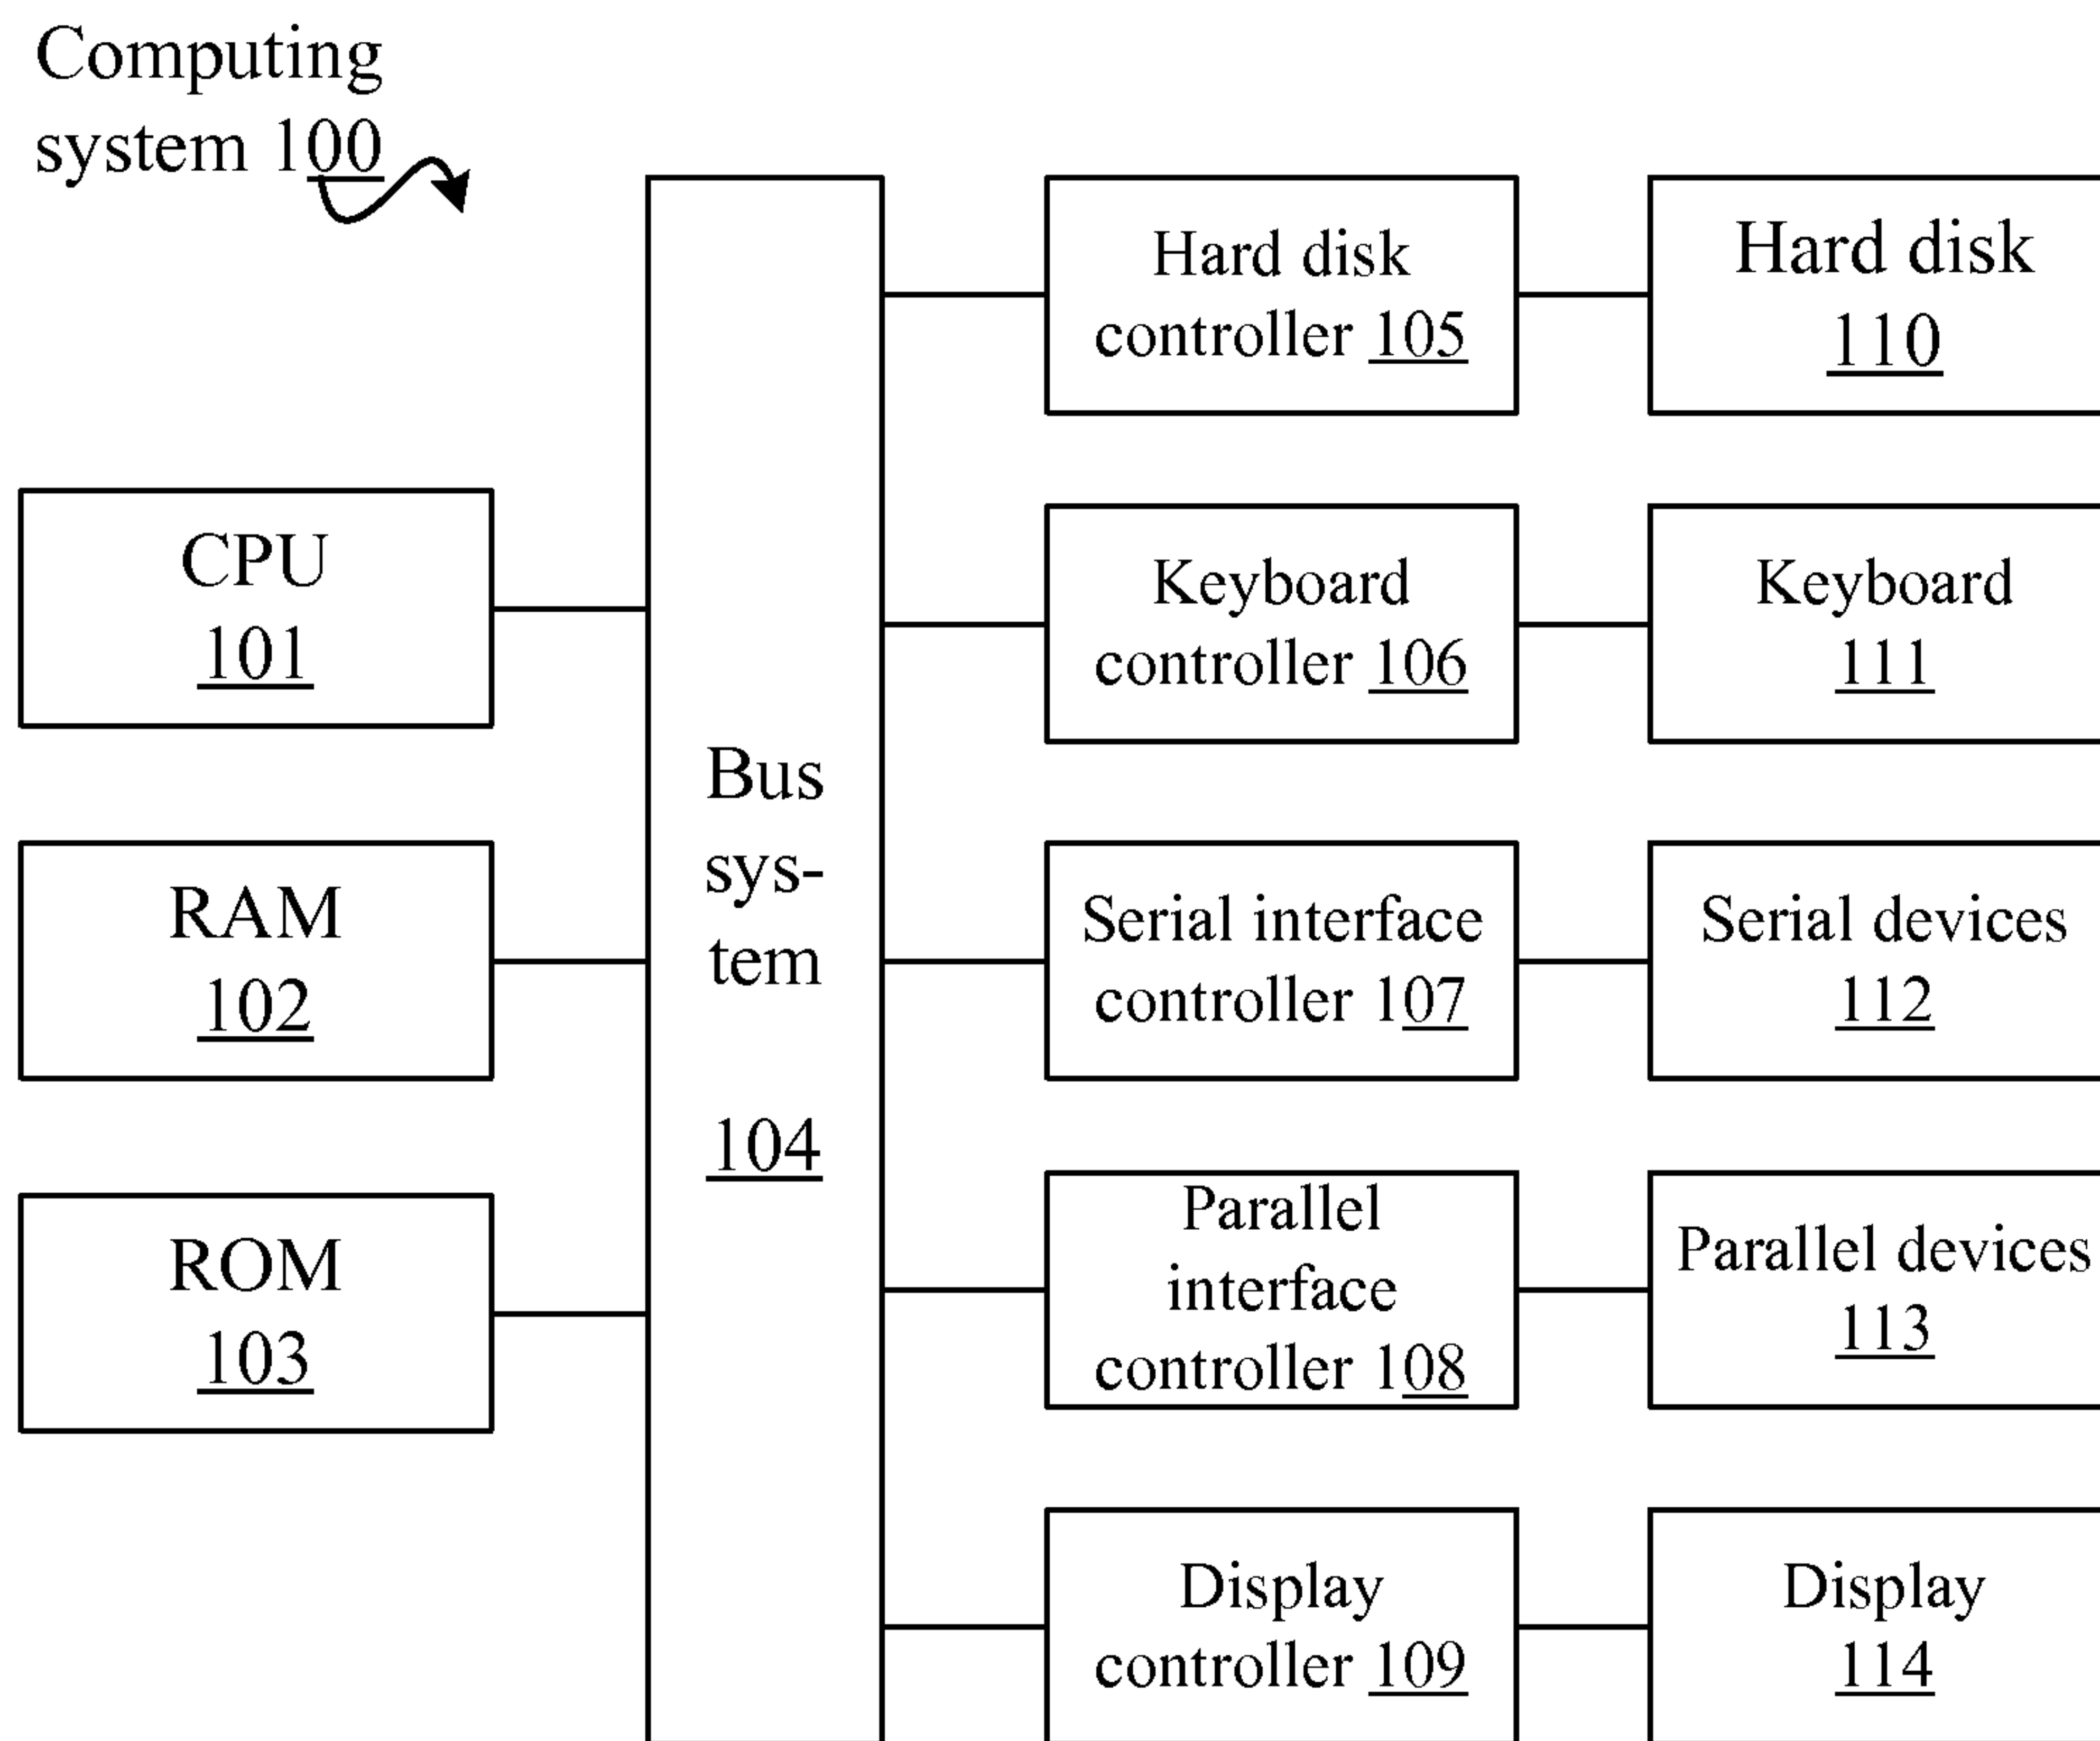 Computing
system 100
CPU
101
RAM
102
ROM
103
Bus
sys-
tem
104
Hard disk
controller 105
Keyboard
controller 106
Serial interface
controller 107
Parallel
interface
controller 108
Display
controller 109
Hard disk
110
Keyboard
111
Serial devices
112
Parallel devices
113
Display
114